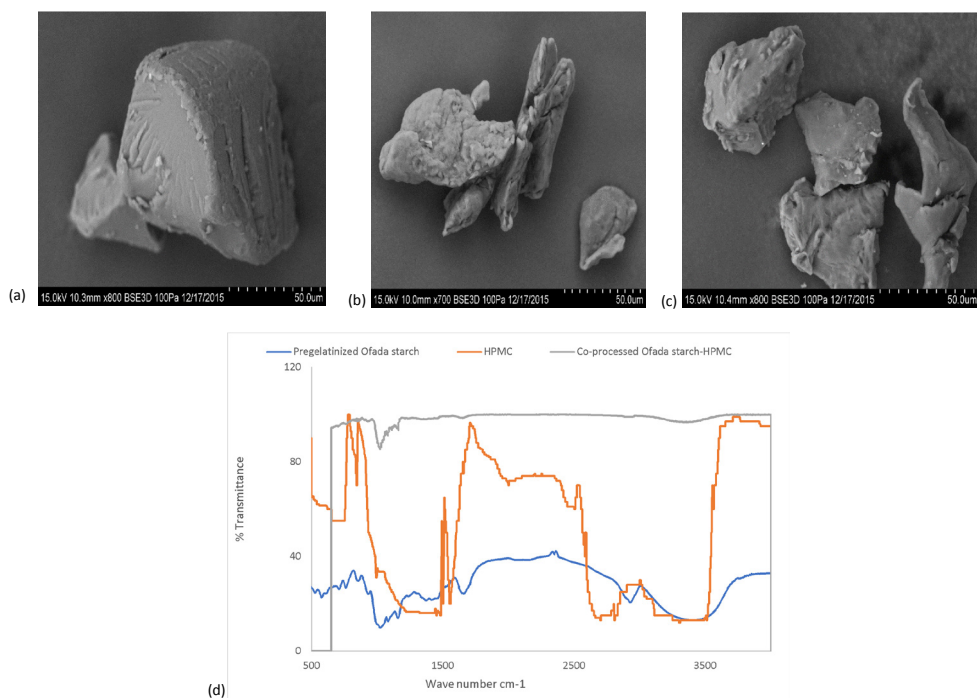 (a)
15.0kV 10.3mm x800 BSE3D 100Pa 12/17/2015 50.0um
(b)
15.0kV 10.0mm x700 BSE3D 100Pa 12/17/2015 50.0um
(c)
15.0kV 10.4mm x800 BSE3D 100Pa 12/17/2015 50.0um
Pregelatinized Ofada starch HPMC Co-processed Ofada starch-HPMC
120
80
40
0
% Transmittance
500 1500 2500 3500
Wave number cm-1
(d)